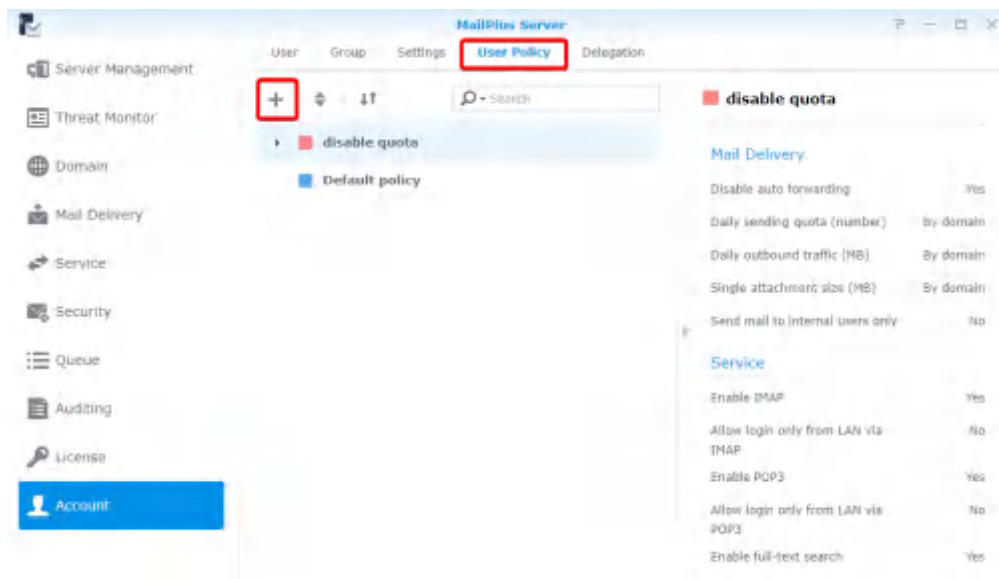 MailPlus Server
User Group Settings User Policy Delegation
Server Management
Threat Monitor
Domain
Mail Delivery
Service
Security
Queue
Auditing
License
Account
Search
disable quota
Default policy
disable quota
Mail Delivery
Disable auto forwarding Yes
Daily sending quota (number) By domain
Daily outbound traffic (MB) By domain
Single attachment size (MB) By domain
Send mail to internal users only No
Service
Enable IMAP Yes
Allow login only from LAN via No
IMAP
Enable POP3 Yes
Allow login only from LAN via No
POP3
Enable full-text search Yes